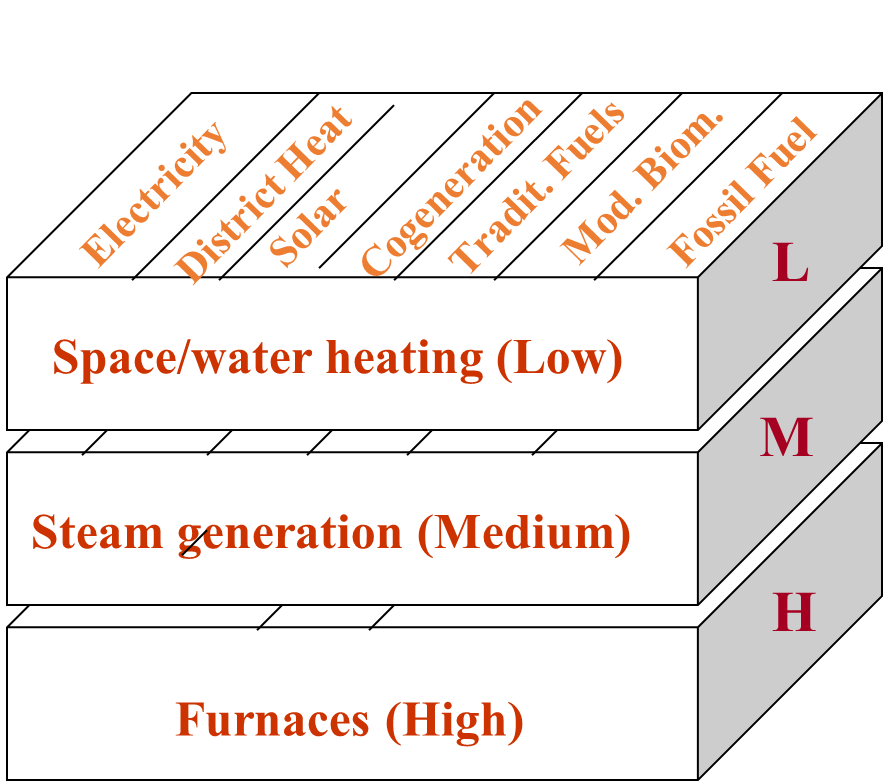 Electricity
District Heat
Solar
Cogeneration
Tradit. Fuels
Mod. Biom.
Fossil Fuel
L
Space/water heating (Low)
M
Steam generation (Medium)
H
Furnaces (High)